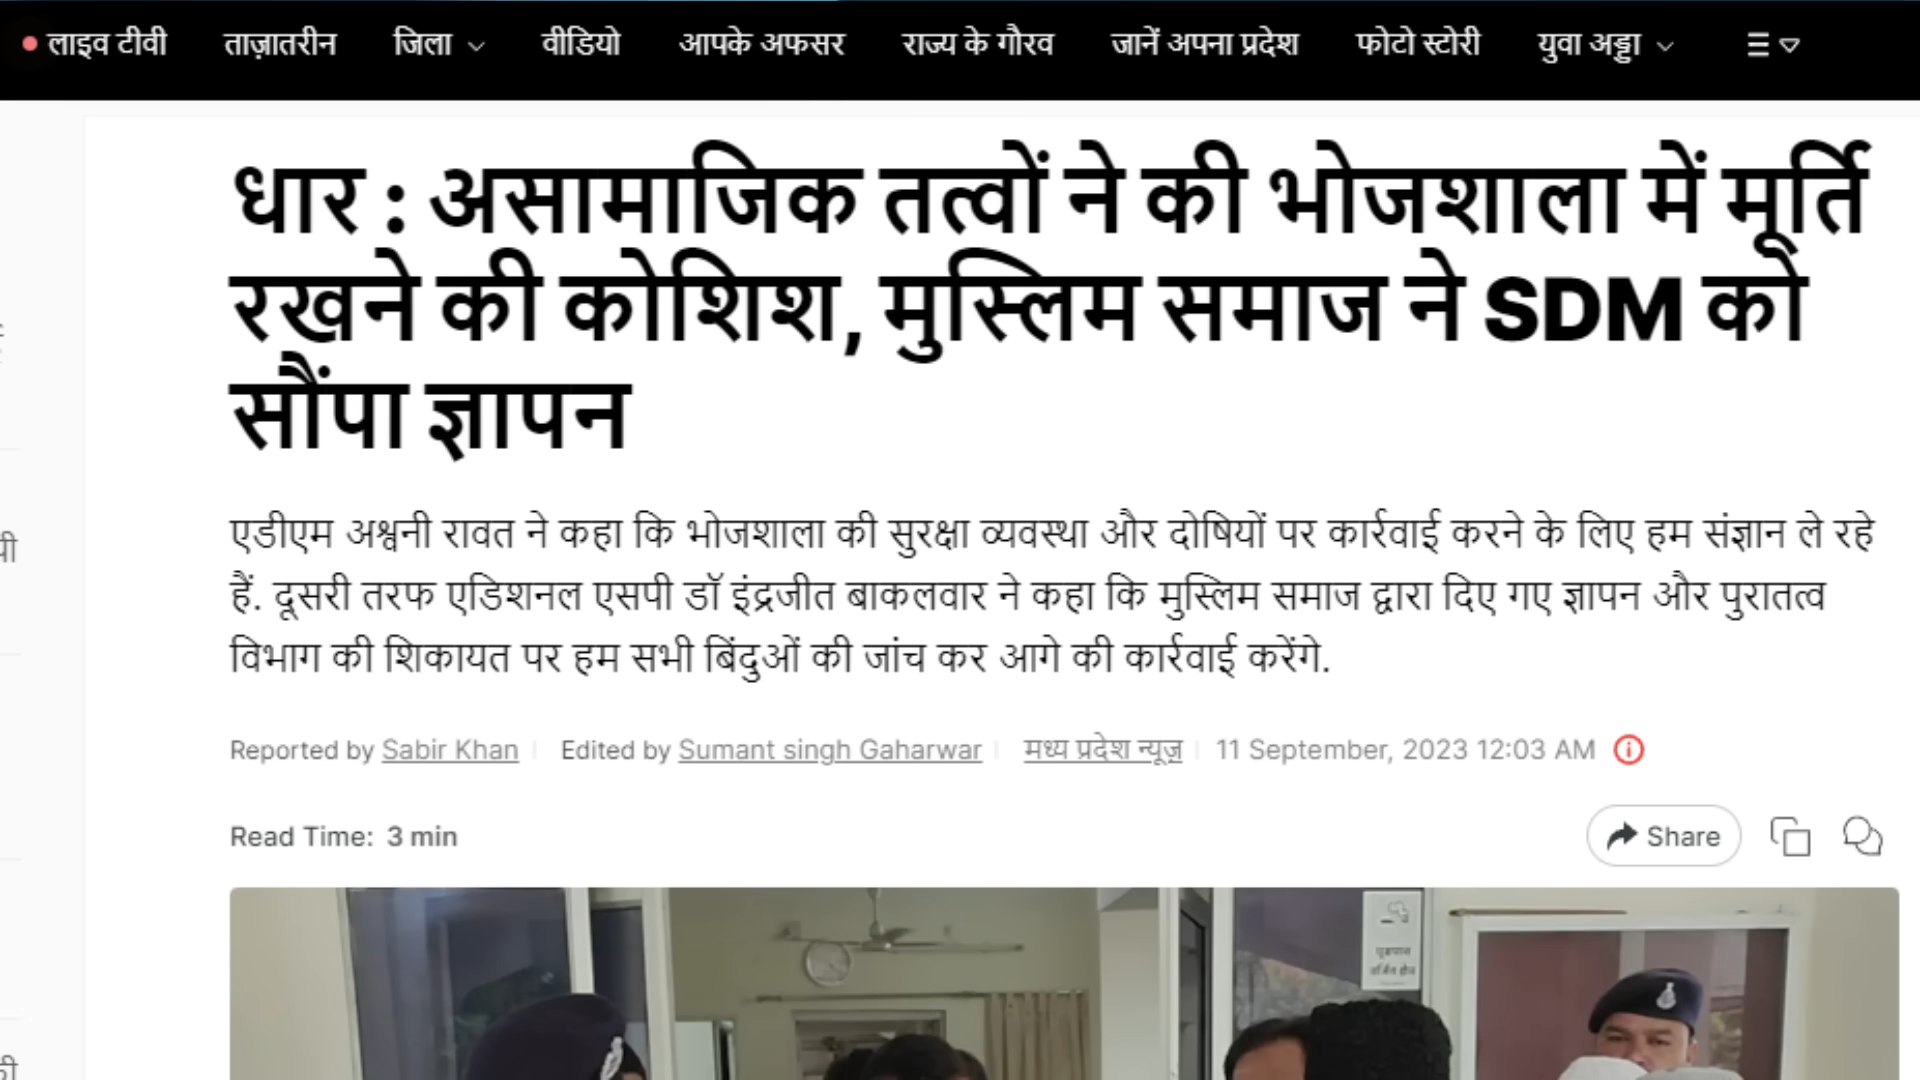 लाइव टीवी ताज़ातरीन जिला वीडियो आपके अफसर राज्य के गौरव जानें अपना प्रदेश फोटो स्टोरी युवा अड्डा
धार : असामाजिक तत्वों ने की भोजशाला में मूर्ति
रखने की कोशिश, मुस्लिम समाज ने SDM को
सौंपा ज्ञापन
एडीएम अश्वनी रावत ने कहा कि भोजशाला की सुरक्षा व्यवस्था और दोषियों पर कार्रवाई करने के लिए हम संज्ञान ले रहे
हैं. दूसरी तरफ एडिशनल एसपी डॉ इंद्रजीत बाकलवार ने कहा कि मुस्लिम समाज द्वारा दिए गए ज्ञापन और पुरातत्व
विभाग की शिकायत पर हम सभी बिंदुओं की जांच कर आगे की कार्रवाई करेंगे.
Reported by Sabir Khan Edited by Sumant singh Gaharwar मध्य प्रदेश न्यूज़ 11 September, 2023 12:03 AM
Read Time: 3 min
Share
धूम्रपान
वर्जित क्षेत्र